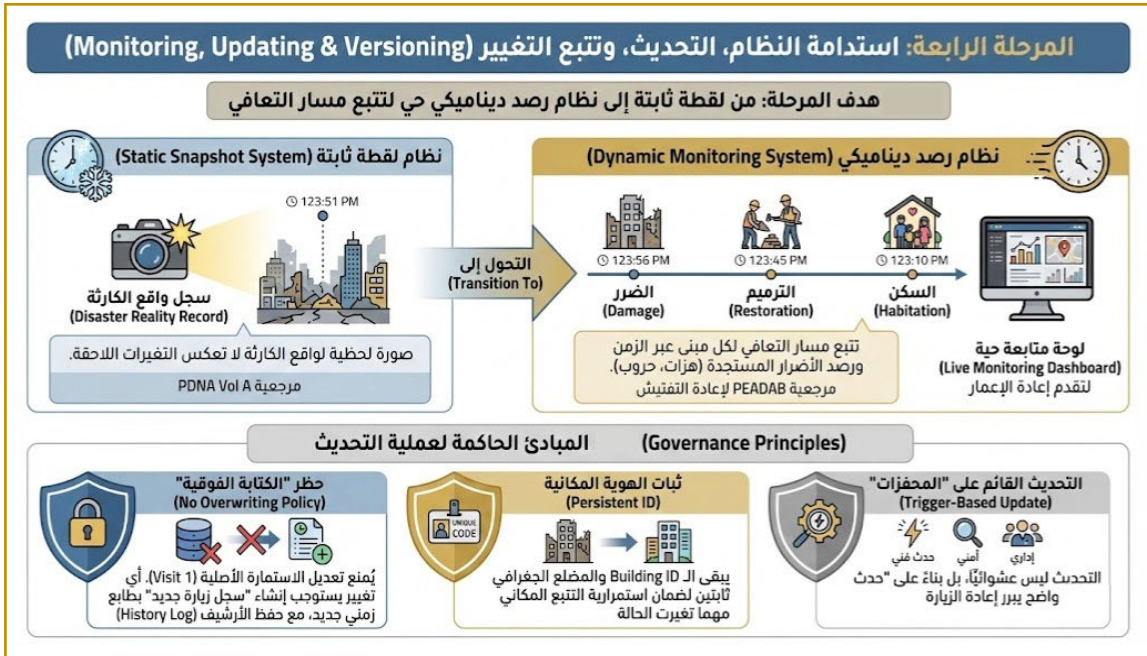 المرحلة الرابعة: استدامة النظام، التحديث، وتتبع التغيير (Monitoring, Updating & Versioning)
هدف المرحلة: من لقطة ثابتة إلى نظام رصد ديناميكي حي لتتبع مسار التعافي
نظام رصد ديناميكي (Dynamic Monitoring System)
123:56 PM
123:45 PM
123:10 PM
الضرر
(Damage)
الترميم
(Restoration)
السكن
(Habitation)
لوحة متابعة حية
(Live Monitoring Dashboard)
لتقدم إعادة الإعمار
تتبع مسار التعافي لكل مبنى عبر الزمن
ورصد الأضرار المستجدة (هزات، حروب).
مرجعية PEADAB لإعادة التفتيش
التحول إلى
(Transition To)
نظام لقطة ثابتة (Static Snapshot System)
123:51 PM
سجل واقع الكارثة
(Disaster Reality Record)
صورة لحظية لواقع الكارثة لا تعكس التغيرات اللاحقة.
مرجعية PDNA Vol A
المبادئ الحاكمة لعملية التحديث (Governance Principles)
التحديث القائم على "المحفزات"
(Trigger-Based Update)
إداري
أمني
حدث فني
التحدث ليس عشوائيًا، بل بناءً على "حدث
واضح يبرر إعادة الزيارة
ثبات الهوية المكانية
(Persistent ID)
UNIQUE
CODE
يبقى الـ Building ID والمضلع الجغرافي
ثابتين لضمان استمرارية التتبع المكاني
مهما تغيرت الحالة
حظر "الكتابة الفوقية"
(No Overwriting Policy)
يُمنع تعديل الاستمارة الأصلية (Visit 1). أي
تغيير يستوجب إنشاء "سجل زيارة جديد" بطابع
زمني جديد، مع حفظ الأرشيف (History Log)